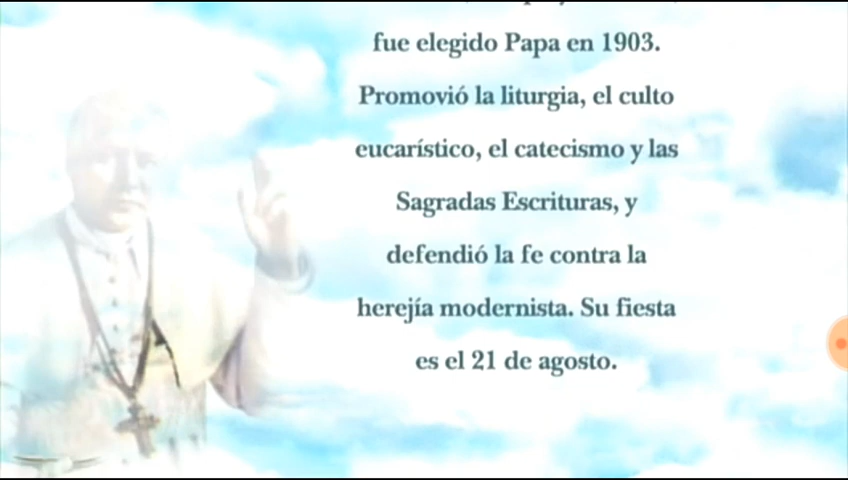 fue elegido Papa en 1903.
Promovió la liturgia, el culto
eucarístico, el catecismo y las
Sagradas Escrituras, y
defendió la fe contra la
herejía modernista. Su fiesta
es el 21 de agosto.